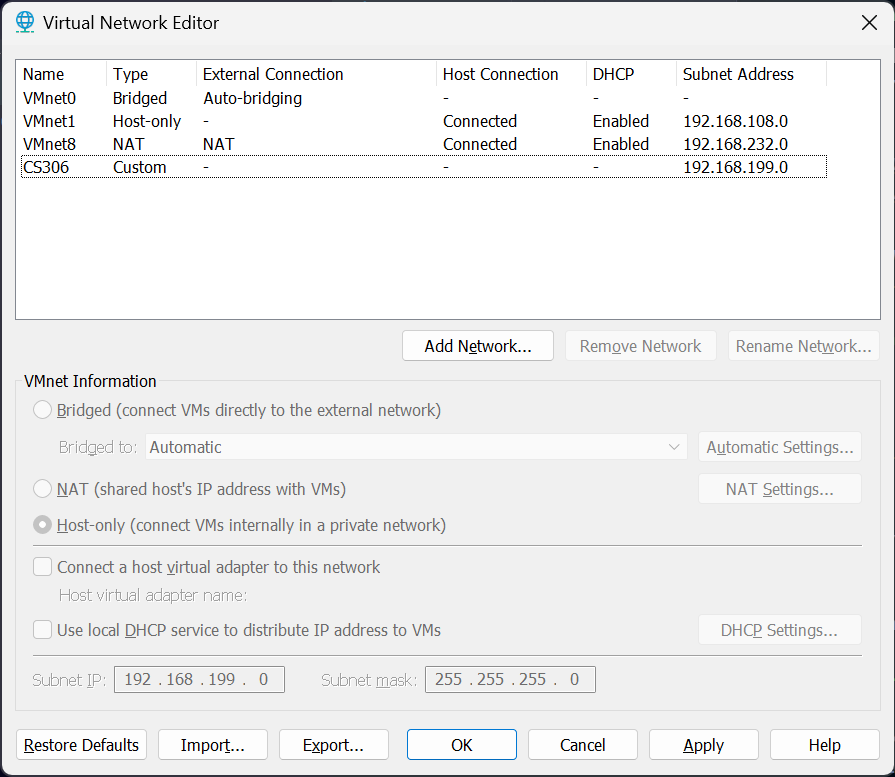 Virtual Network Editor
Name Type External Connection Host Connection DHCP Subnet Address
VMnet0 Bridged Auto-bridging - - -
VMnet1 Host-only - Connected Enabled 192.168.108.0
VMnet8 NAT NAT Connected Enabled 192.168.232.0
CS306 Custom - - - 192.168.199.0
Add Network... Remove Network Rename Network...
VMnet Information
Bridged (connect VMs directly to the external network)
Bridged to: Automatic Automatic Settings...
NAT (shared host's IP address with VMs) NAT Settings...
Host-only (connect VMs internally in a private network)
Connect a host virtual adapter to this network
Host virtual adapter name:
Use local DHCP service to distribute IP address to VMs DHCP Settings...
Subnet IP: 192 . 168 . 199 . 0 Subnet mask: 255 . 255 . 255 . 0
Restore Defaults Import... Export... OK Cancel Apply Help